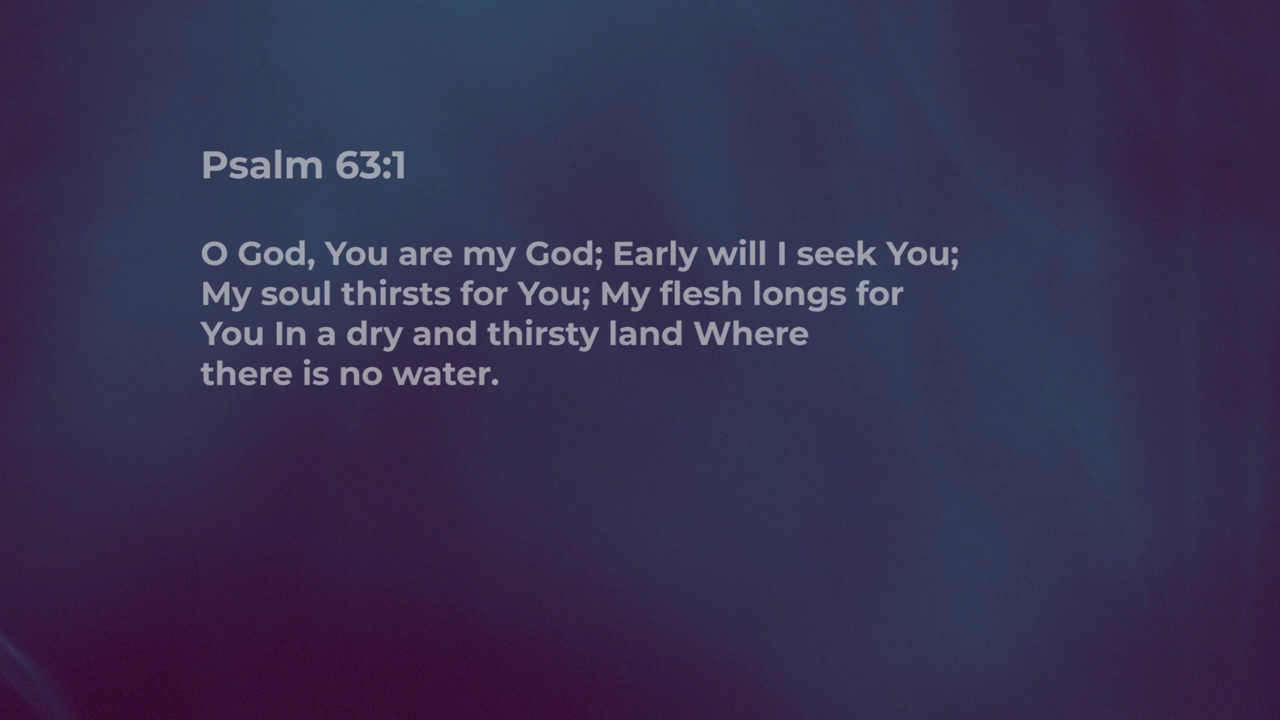 Psalm 63:1
O God, You are my God; Early will I seek You;
My soul thirsts for You; My flesh longs for
You In a dry and thirsty land Where
there is no water.